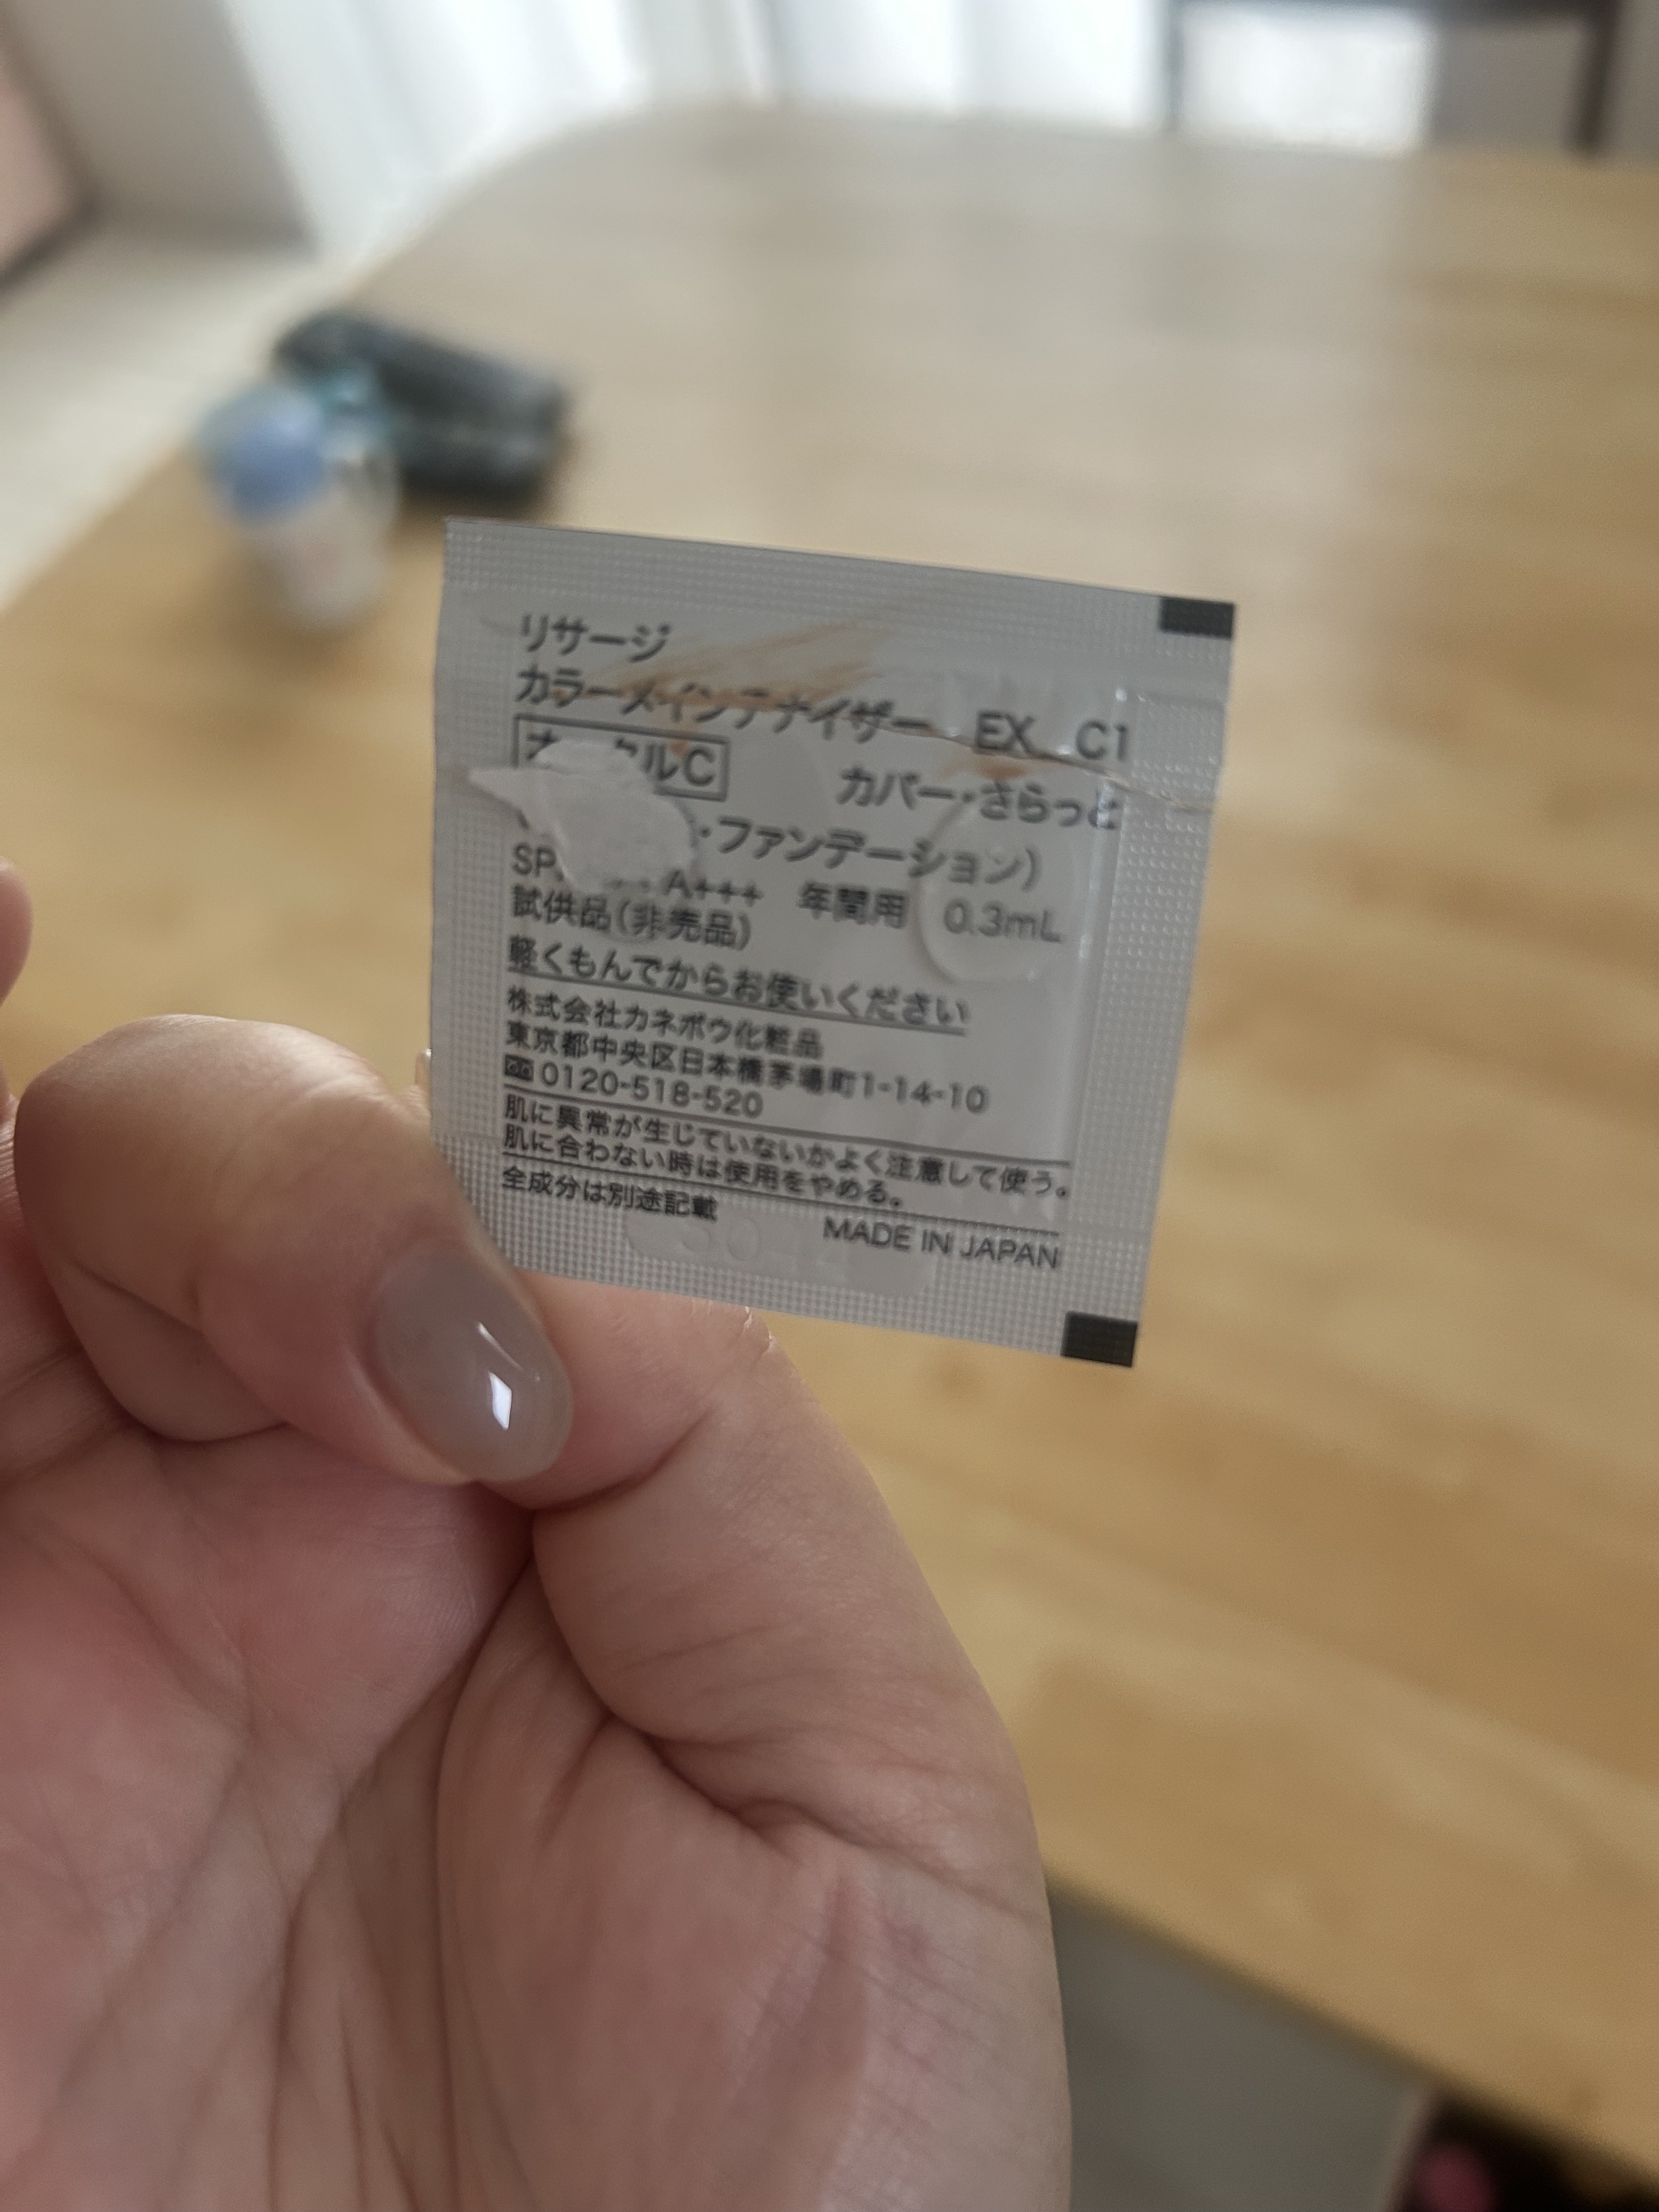 リサージ
カラーメインテナイザー EX C1
カバー・さらっと
・ファンデーション)
A+++ 年間用 0.3mL
試供品(非売品)
軽くもんでからお使いください
株式会社カネボウ化粧品
東京都中央区日本橋茅場町1-14-10
0120-518-520
肌に異常が生じていないかよく注意して使う。
肌に合わない時は使用をやめる。
全成分は別途記載
MADE IN JAPAN